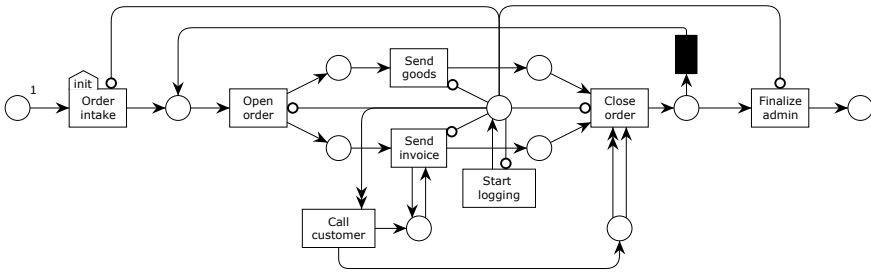 1
init
Order
intake
Open
order
Send
goods
Send
invoice
Start
logging
Call
customer
Close
order
Finalize
admin